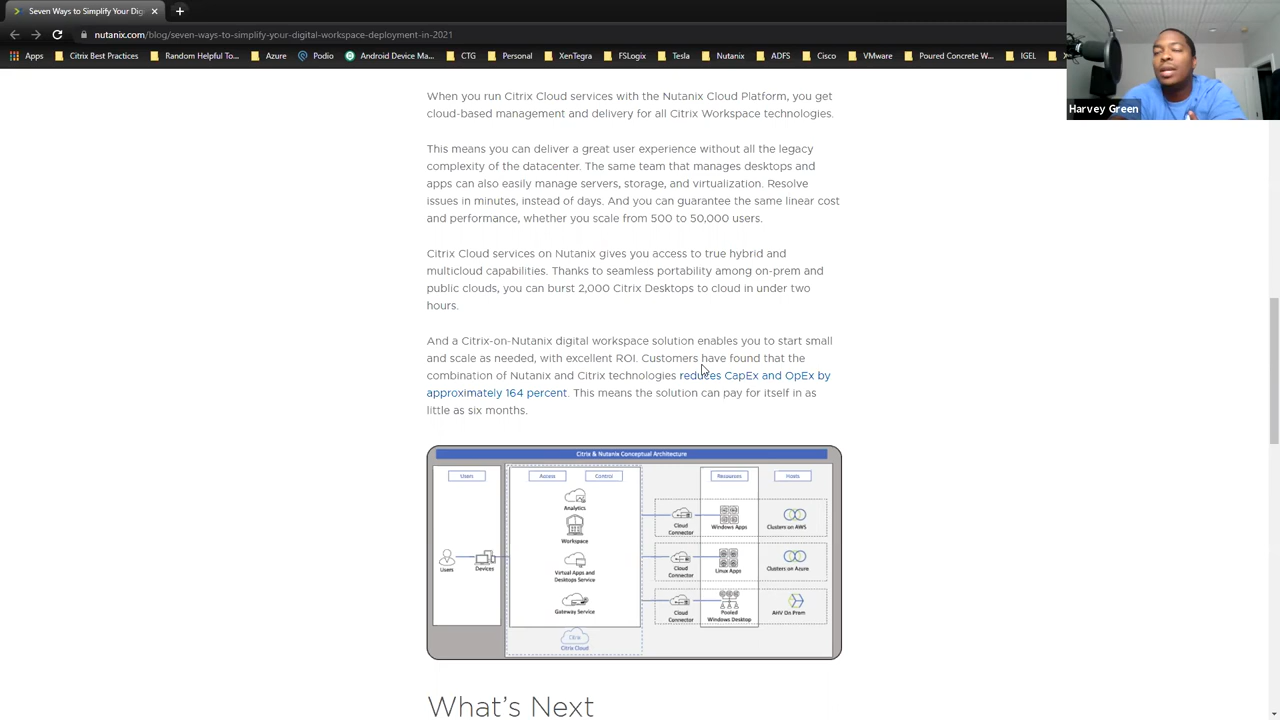 Seven Ways to Simplify Your Dig
nutanix.com/blog/seven-ways-to-simplify-your-digital-workspace-deployment-in-2021
Apps Citrix Best Practices Random Helpful To... Azure Podio Android Device Ma... CTG Personal XenTegra FSLogix Tesla Nutanix ADFS Cisco VMware Poured Concrete W... IGEL
Harvey Green
When you run Citrix Cloud services with the Nutanix Cloud Platform, you get
cloud-based management and delivery for all Citrix Workspace technologies.
This means you can deliver a great user experience without all the legacy
complexity of the datacenter. The same team that manages desktops and
apps can also easily manage servers, storage, and virtualization. Resolve
issues in minutes, instead of days. And you can guarantee the same linear cost
and performance, whether you scale from 500 to 50,000 users.
Citrix Cloud services on Nutanix gives you access to true hybrid and
multicloud capabilities. Thanks to seamless portability among on-prem and
public clouds, you can burst 2,000 Citrix Desktops to cloud in under two
hours.
And a Citrix-on-Nutanix digital workspace solution enables you to start small
and scale as needed, with excellent ROI. Customers have found that the
combination of Nutanix and Citrix technologies reduces CapEx and OpEx by
approximately 164 percent. This means the solution can pay for itself in as
little as six months.
Citrix & Nutanix Conceptual Architecture
Users Access Control Resources Hosts
Analytics
Workspace
Virtual Apps and
Desktops Service
Gateway Service
Users Devices
Cloud
Connector
Windows Apps
Clusters on AWS
Cloud
Connector
Linux Apps
Clusters on Azure
Cloud
Connector
Pooled
Windows Desktop
AHV On Prem
Citrix
Citrix Cloud
What's Next